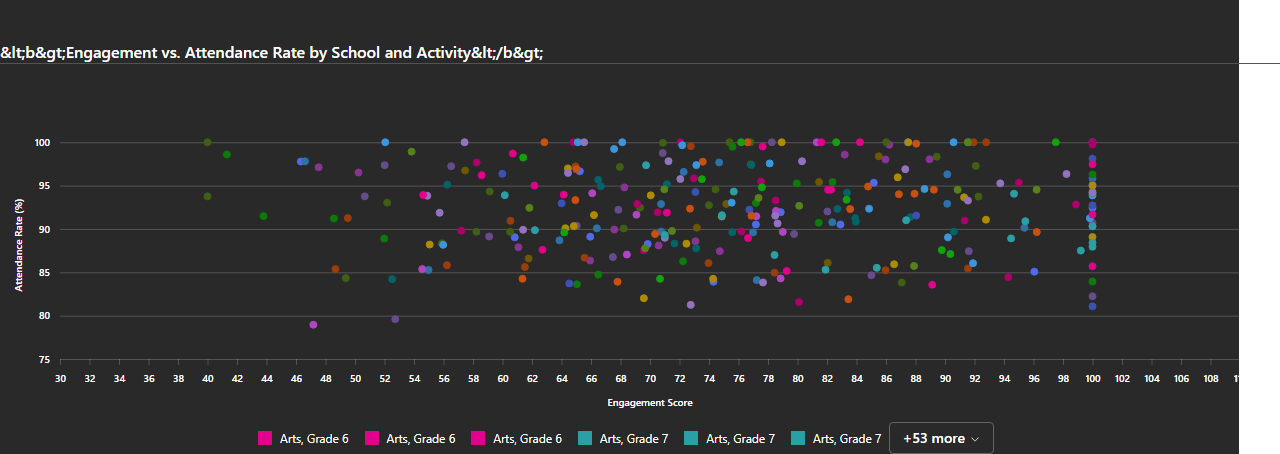 &lt;b&gt;Engagement vs. Attendance Rate by School and Activity&lt;/b&gt;
100
95
90
85
80
75
Attendance Rate (%)
30 32 34 36 38 40 42 44 46 48 50 52 54 56 58 60 62 64 66 68 70 72 74 76 78 80 82 84 86 88 90 92 94 96 98 100 102 104 106 108
Engagement Score
Arts, Grade 6 Arts, Grade 6 Arts, Grade 6 Arts, Grade 7 Arts, Grade 7 Arts, Grade 7 +53 more